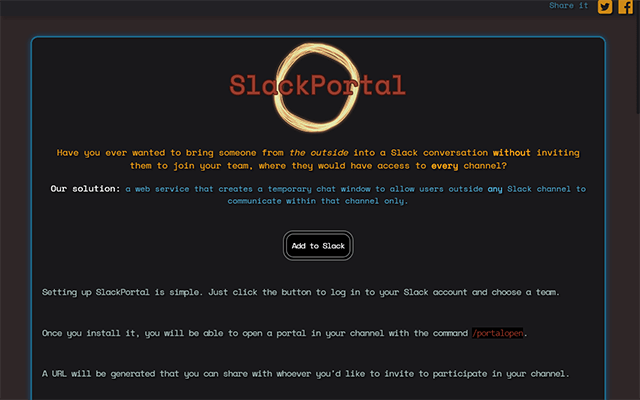 Share it
SlackPortal
Have you ever wanted to bring someone from the outside into a Slack conversation without inviting
them to join your team, where they would have access to every channel?
Our solution: a web service that creates a temporary chat window to allow users outside any Slack channel to
communicate within that channel only.
Add to Slack
Setting up SlackPortal is simple. Just click the button to log in to your Slack account and choose a team.
Once you install it, you will be able to open a portal in your channel with the command /portalopen.
A URL will be generated that you can share with whoever you'd like to invite to participate in your channel.